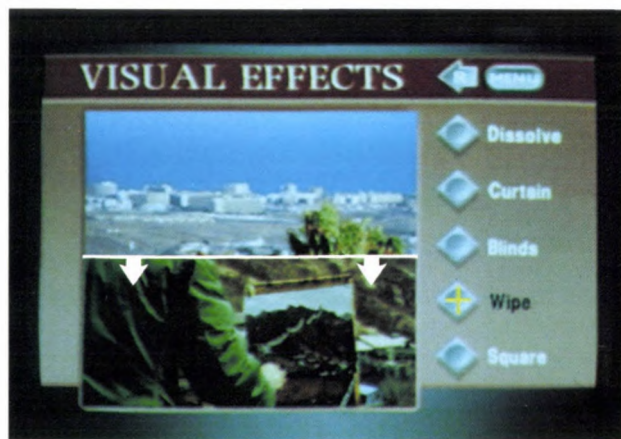 VISUAL EFFECTS
R MENU
Dissolve
Curtain
Blinds
Wipe
Square